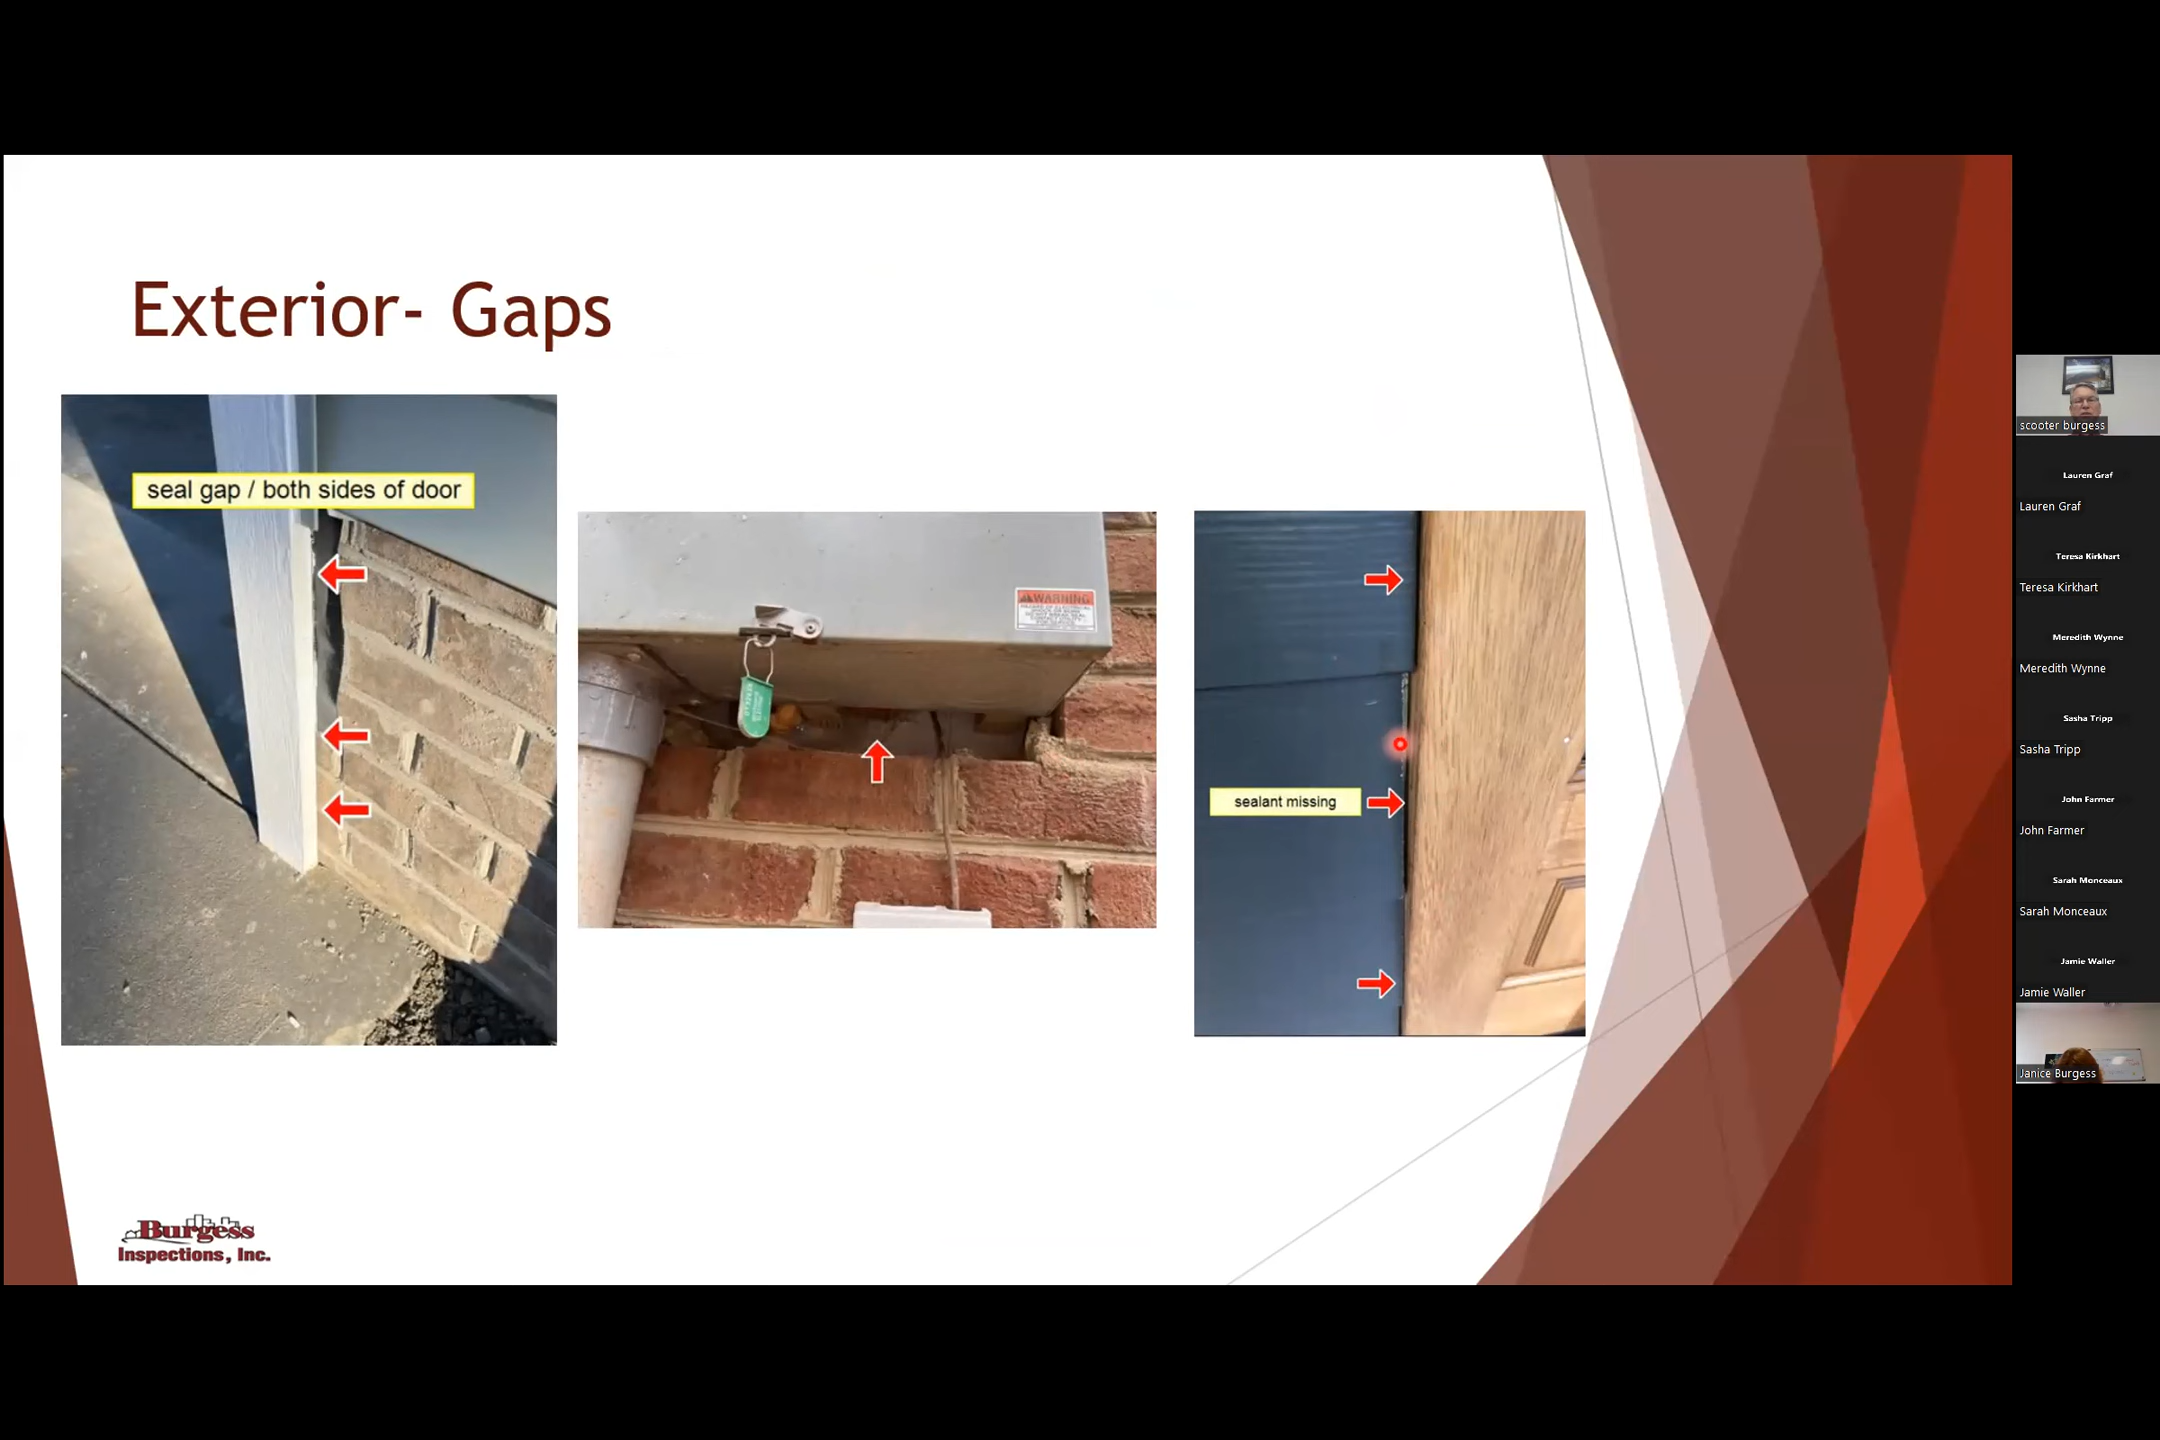 Exterior- Gaps
seal gap / both sides of door
WARNING
sealant missing
Burgess
Inspections, Inc.
scooter burgess
Lauren Graf
Lauren Graf
Teresa Kirkhart
Teresa Kirkhart
Meredith Wynne
Meredith Wynne
Sasha Tripp
Sasha Tripp
John Farmer
John Farmer
Sarah Monceaux
Sarah Monceaux
Jamie Waller
Jamie Waller
Janice Burgess